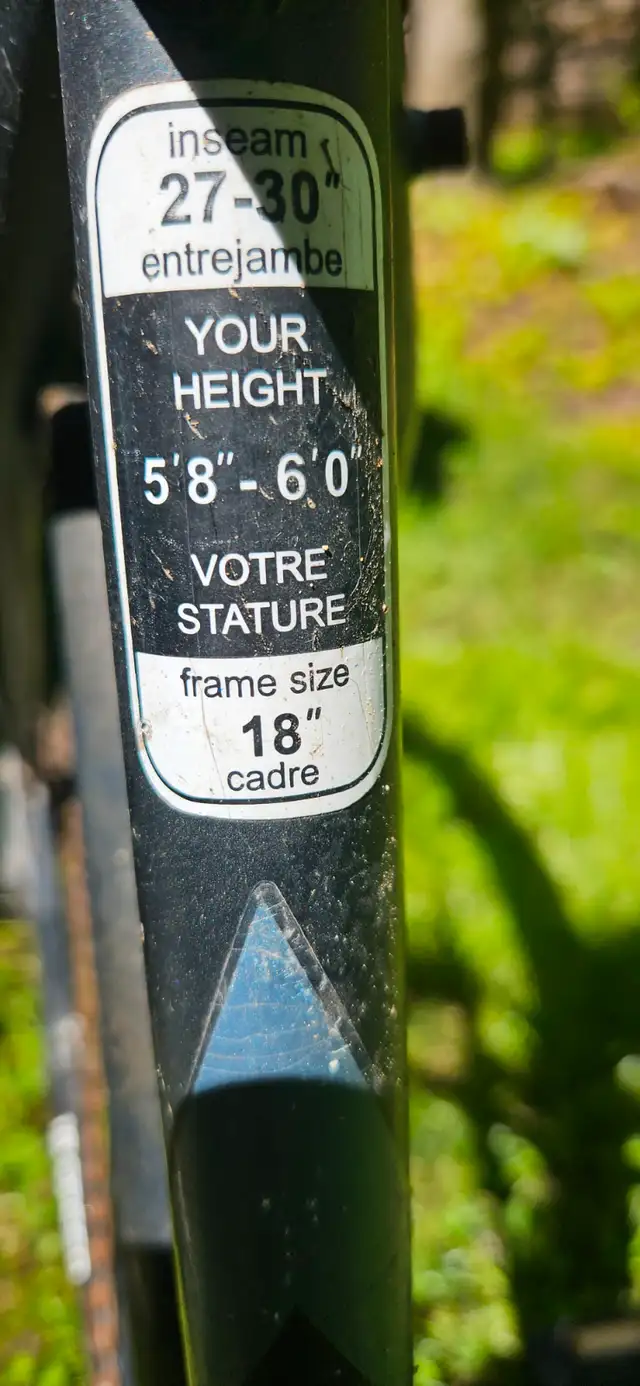 inseam
27-30"
entrejambe
YOUR
HEIGHT
5'8"- 6'0"
VOTRE
STATURE
frame size
18"
cadre